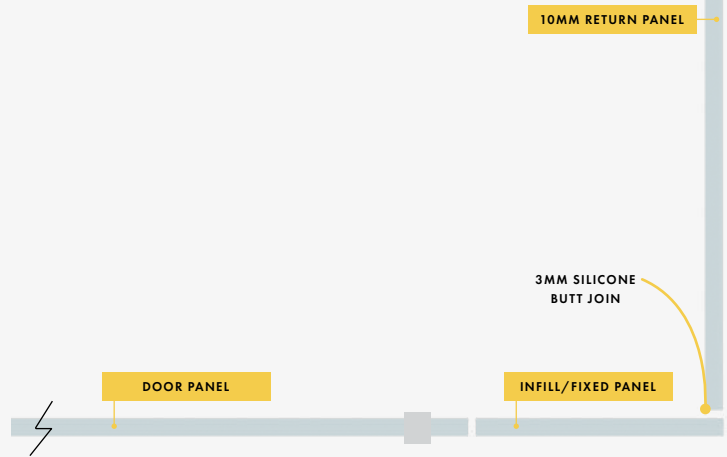 10MM RETURN PANEL
3MM SILICONE
BUTT JOIN
DOOR PANEL
INFILL/FIXED PANEL